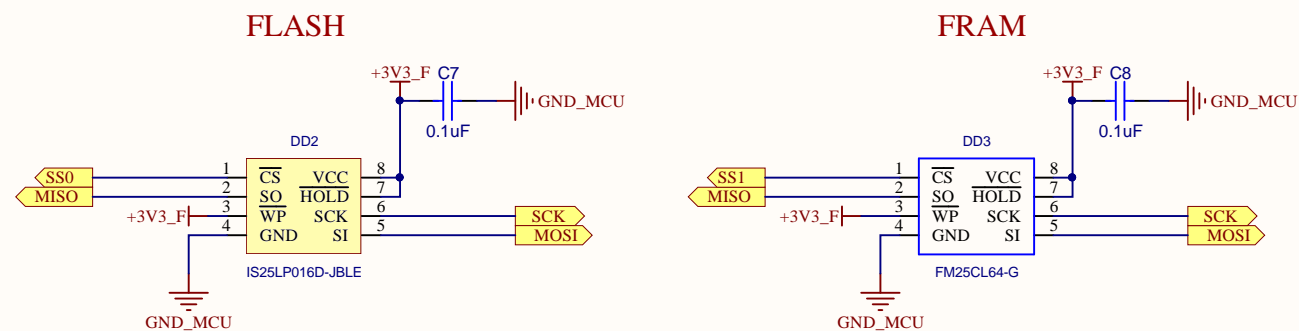 FLASH
+3V3_F
C7
GND_MCU
0.1uF
DD2
SS0
1
CS
VCC
8
MISO
2
SO
HOLD
7
+3V3_F
3
WP
SCK
6
SCK
4
GND
SI
5
MOSI
IS25LP016D-JBLE
GND_MCU
FRAM
+3V3_F
C8
GND_MCU
0.1uF
DD3
SS1
1
CS
VCC
8
MISO
2
SO
HOLD
7
+3V3_F
3
WP
SCK
6
SCK
4
GND
SI
5
MOSI
FM25CL64-G
GND_MCU